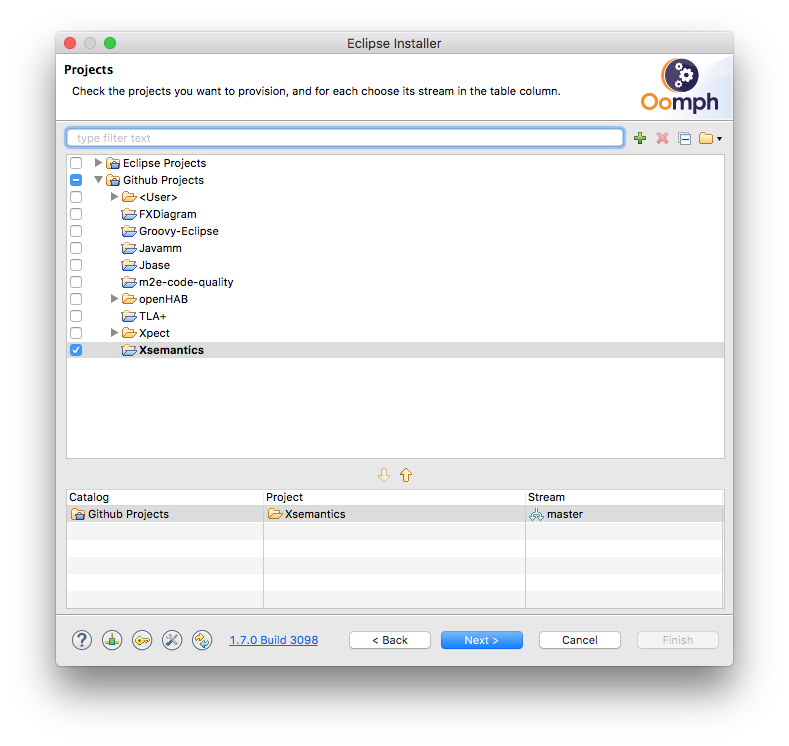 Eclipse Installer
Projects
Check the projects you want to provision, and for each choose its stream in the table column.
Oomph
type filter text
Eclipse Projects
Github Projects
<User>
FXDiagram
Groovy-Eclipse
Javamm
Jbase
m2e-code-quality
openHAB
TLA+
Xpect
Xsemantics
Catalog Project Stream
Github Projects Xsemantics master
? 1.7.0 Build 3098 < Back Next > Cancel Finish